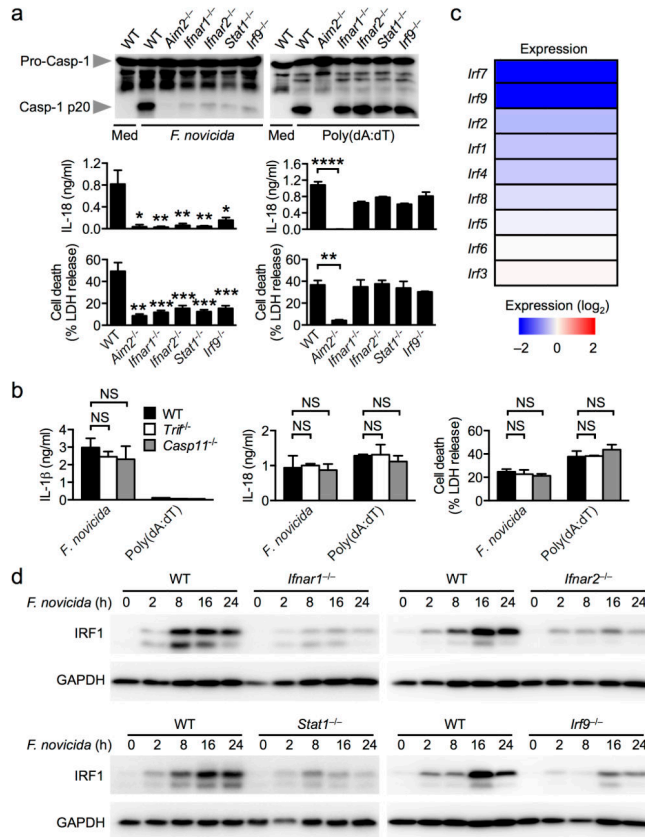 a
WT
WT
Aim2–/–
Ifnar1–/–
Ifnar2–/–
Stat1–/–
Irf9–/–
WT
WT
Aim2–/–
Ifnar1–/–
Ifnar2–/–
Stat1–/–
Irf9–/–
Pro-Casp-1
Casp-1 p20
Med
F. novicida
Med
Poly(dA:dT)
IL-18 (ng/ml)
1.2
0.8
0.4
0
* ** ** ** *
IL-18 (ng/ml)
1.8
1.2
0.6
0
****
Cell death
(% LDH release)
60
40
20
0
** *** *** *** ***
WT
Aim2–/–
Ifnar1–/–
Ifnar2–/–
Stat1–/–
Irf9–/–
Cell death
(% LDH release)
60
40
20
0
**
WT
Aim2–/–
Ifnar1–/–
Ifnar2–/–
Stat1–/–
Irf9–/–
c
Expression
Irf7
Irf9
Irf2
Irf1
Irf4
Irf8
Irf5
Irf6
Irf3
Expression (log2)
–2 0 2
b
IL-1β (ng/ml)
4
3
2
1
0
NS
NS
WT
Trif–/–
Casp11–/–
F. novicida
Poly(dA:dT)
IL-18 (ng/ml)
2
1
0
NS
NS
NS
NS
F. novicida
Poly(dA:dT)
Cell death
(% LDH release)
60
40
20
0
NS
NS
NS
NS
F. novicida
Poly(dA:dT)
d
WT Ifnar1–/– WT Ifnar2–/–
F. novicida (h) 0 2 8 16 24 0 2 8 16 24 0 2 8 16 24 0 2 8 16 24
IRF1
GAPDH
WT Stat1–/– WT Irf9–/–
F. novicida (h) 0 2 8 16 24 0 2 8 16 24 0 2 8 16 24 0 2 8 16 24
IRF1
GAPDH